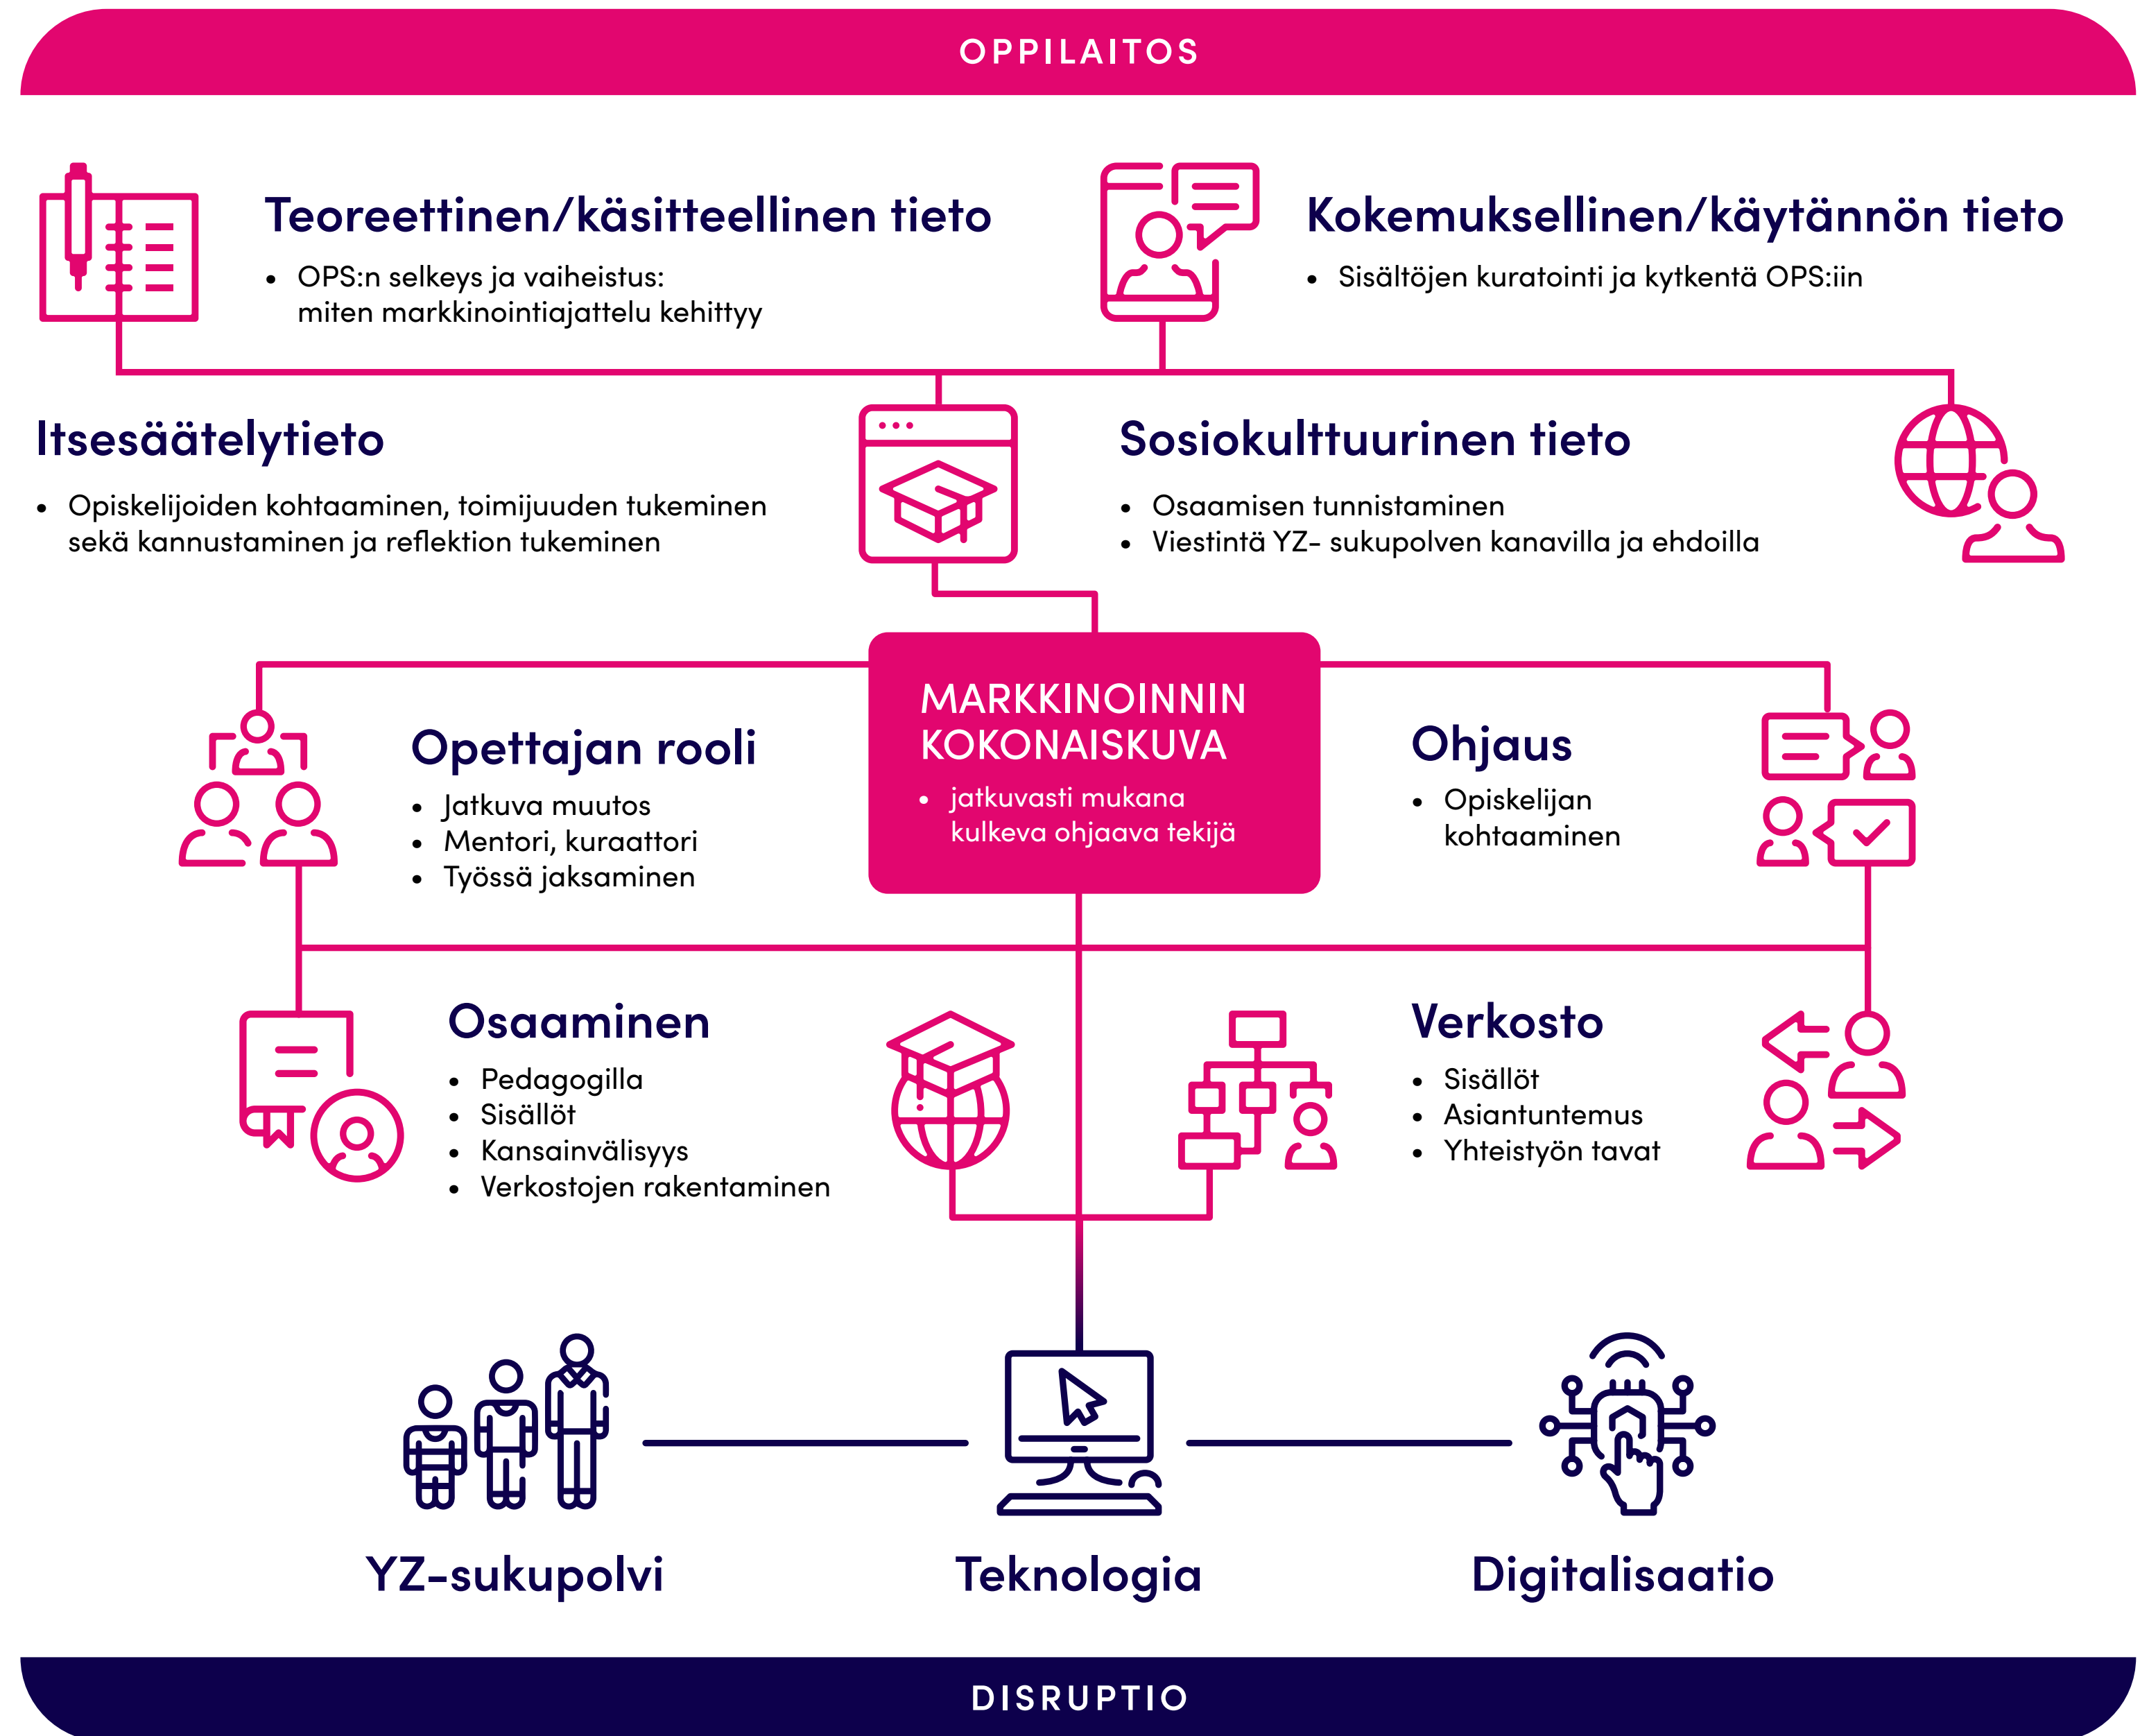 OPPILAITOS
Teoreettinen/käsitteellinen tieto
• OPS:n selkeys ja vaiheistus:
miten markkinointiajattelu kehittyy
Kokemuksellinen/käytännön tieto
• Sisältöjen kuratointi ja kytkentä OPS:iin
Itsesäätelytieto
• Opiskelijoiden kohtaaminen, toimijuuden tukeminen
sekä kannustaminen ja reflektion tukeminen
Sosiokulttuurinen tieto
• Osaamisen tunnistaminen
• Viestintä YZ- sukupolven kanavilla ja ehdoilla
MARKKINOINNIN
KOKONAISKUVA
• jatkuvasti mukana
kulkeva ohjaava tekijä
Opettajan rooli
• Jatkuva muutos
• Mentori, kuraattori
• Työssä jaksaminen
Ohjaus
• Opiskelijan
kohtaaminen
Osaaminen
• Pedagogilla
• Sisällöt
• Kansainvälisyys
• Verkostojen rakentaminen
Verkosto
• Sisällöt
• Asiantuntemus
• Yhteistyön tavat
YZ-sukupolvi
Teknologia
Digitalisaatio
DISRUPTIO